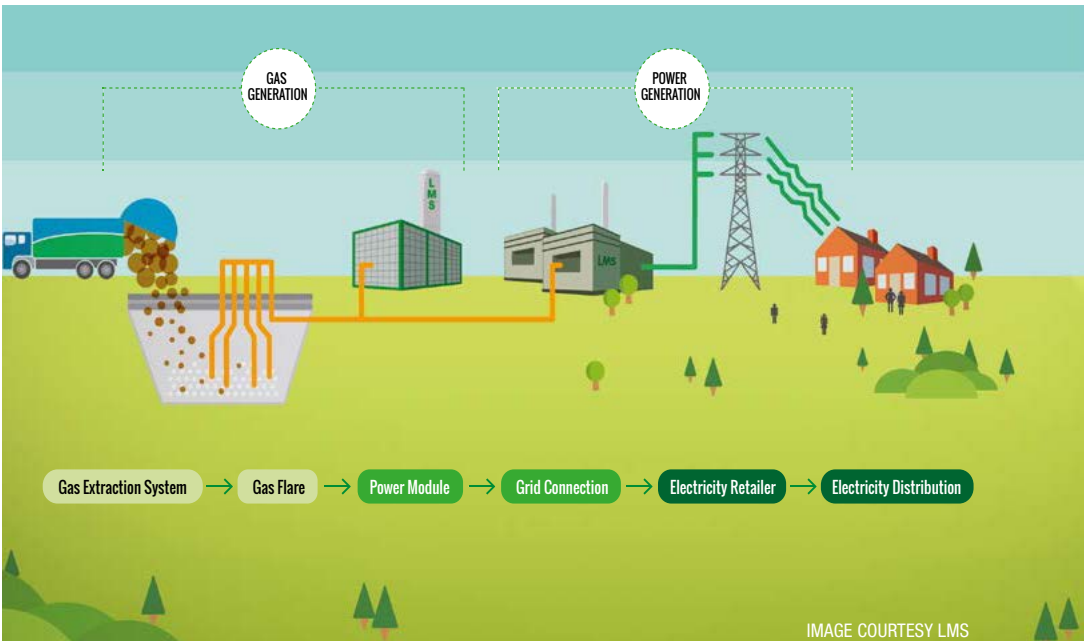 GAS
GENERATION
POWER
GENERATION
L
M
S
LMS
Gas Extraction System
Gas Flare
Power Module
Grid Connection
Electricity Retailer
Electricity Distribution
IMAGE COURTESY LMS